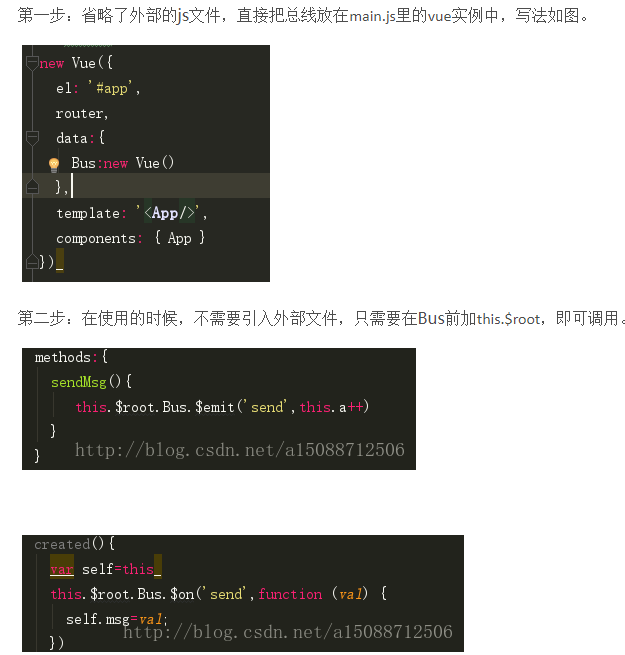 第一步：省略了外部的js文件，直接把总线放在main.js里的vue实例中，写法如图。
new Vue({
el: '#app',
router,
data:{
Bus:new Vue()
},
template: '<App/>',
components: { App }
})
第二步：在使用的时候，不需要引入外部文件，只需要在Bus前加this.$root，即可调用。
methods:{
sendMsg(){
this.$root.Bus.$emit('send',this.a++)
}
}
http://blog.csdn.net/a15088712506
created(){
var self=this
this.$root.Bus.$on('send',function (val) {
self.msg=val;
http://blog.csdn.net/a15088712506
})